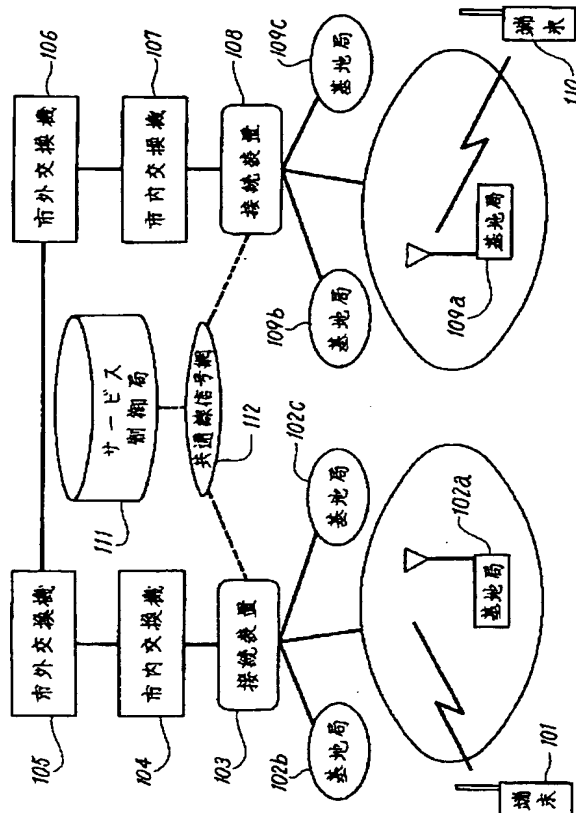 105
市外交換機
市外交換機
106
104
市内交換機
111
サービス
制御局
市内交換機
107
103
接続装置
共通線信号網
112
接続装置
108
102b
基地局
基地局
102C
109b
基地局
基地局
109C
基地局
102a
基地局
109a
端末
101
端末
110